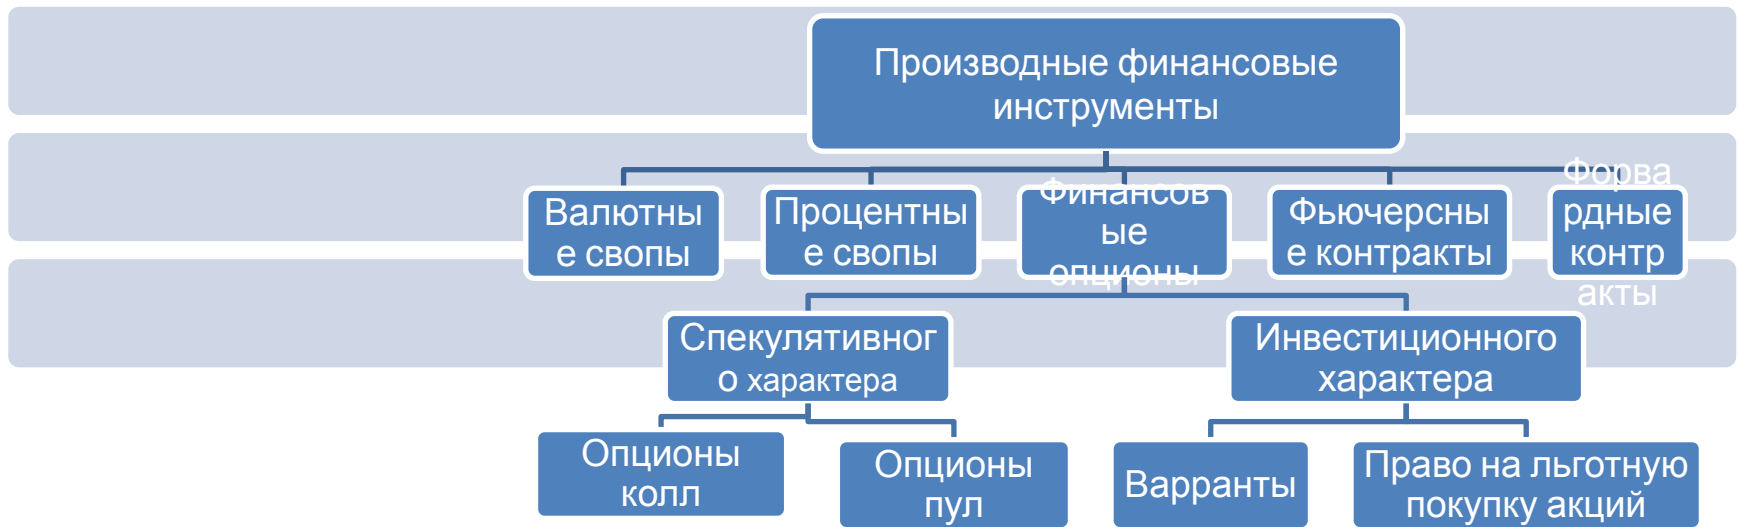 Производные финансовые
инструменты
Валютны
е свопы
Процентны
е свопы
Финансов
ые
опционы
Фьючерсны
е контракты
Форва
рдные
контр
акты
Спекулятивног
о характера
Инвестиционного
характера
Опционы
колл
Опционы
пул
Варранты
Право на льготную
покупку акций